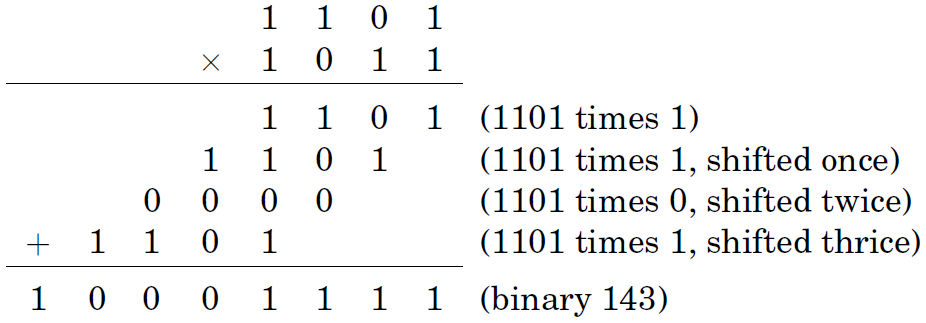 1 1 0 1
× 1 0 1 1
1 1 0 1 (1101 times 1)
1 1 0 1 (1101 times 1, shifted once)
0 0 0 0 (1101 times 0, shifted twice)
+ 1 1 0 1 (1101 times 1, shifted thrice)
1 0 0 0 1 1 1 1 (binary 143)